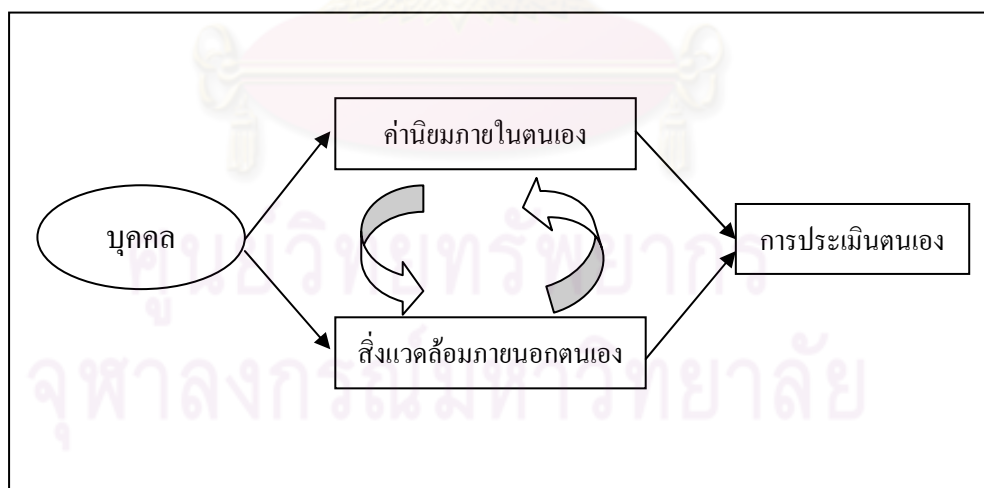 ค่านิยมภายในตนเอง
บุคคล
การประเมินตนเอง
สิ่งแวดล้อมภายนอกตนเอง
ศูนย์วิทยทรัพยากร
จุฬาลงกรณ์มหาวิทยาลัย